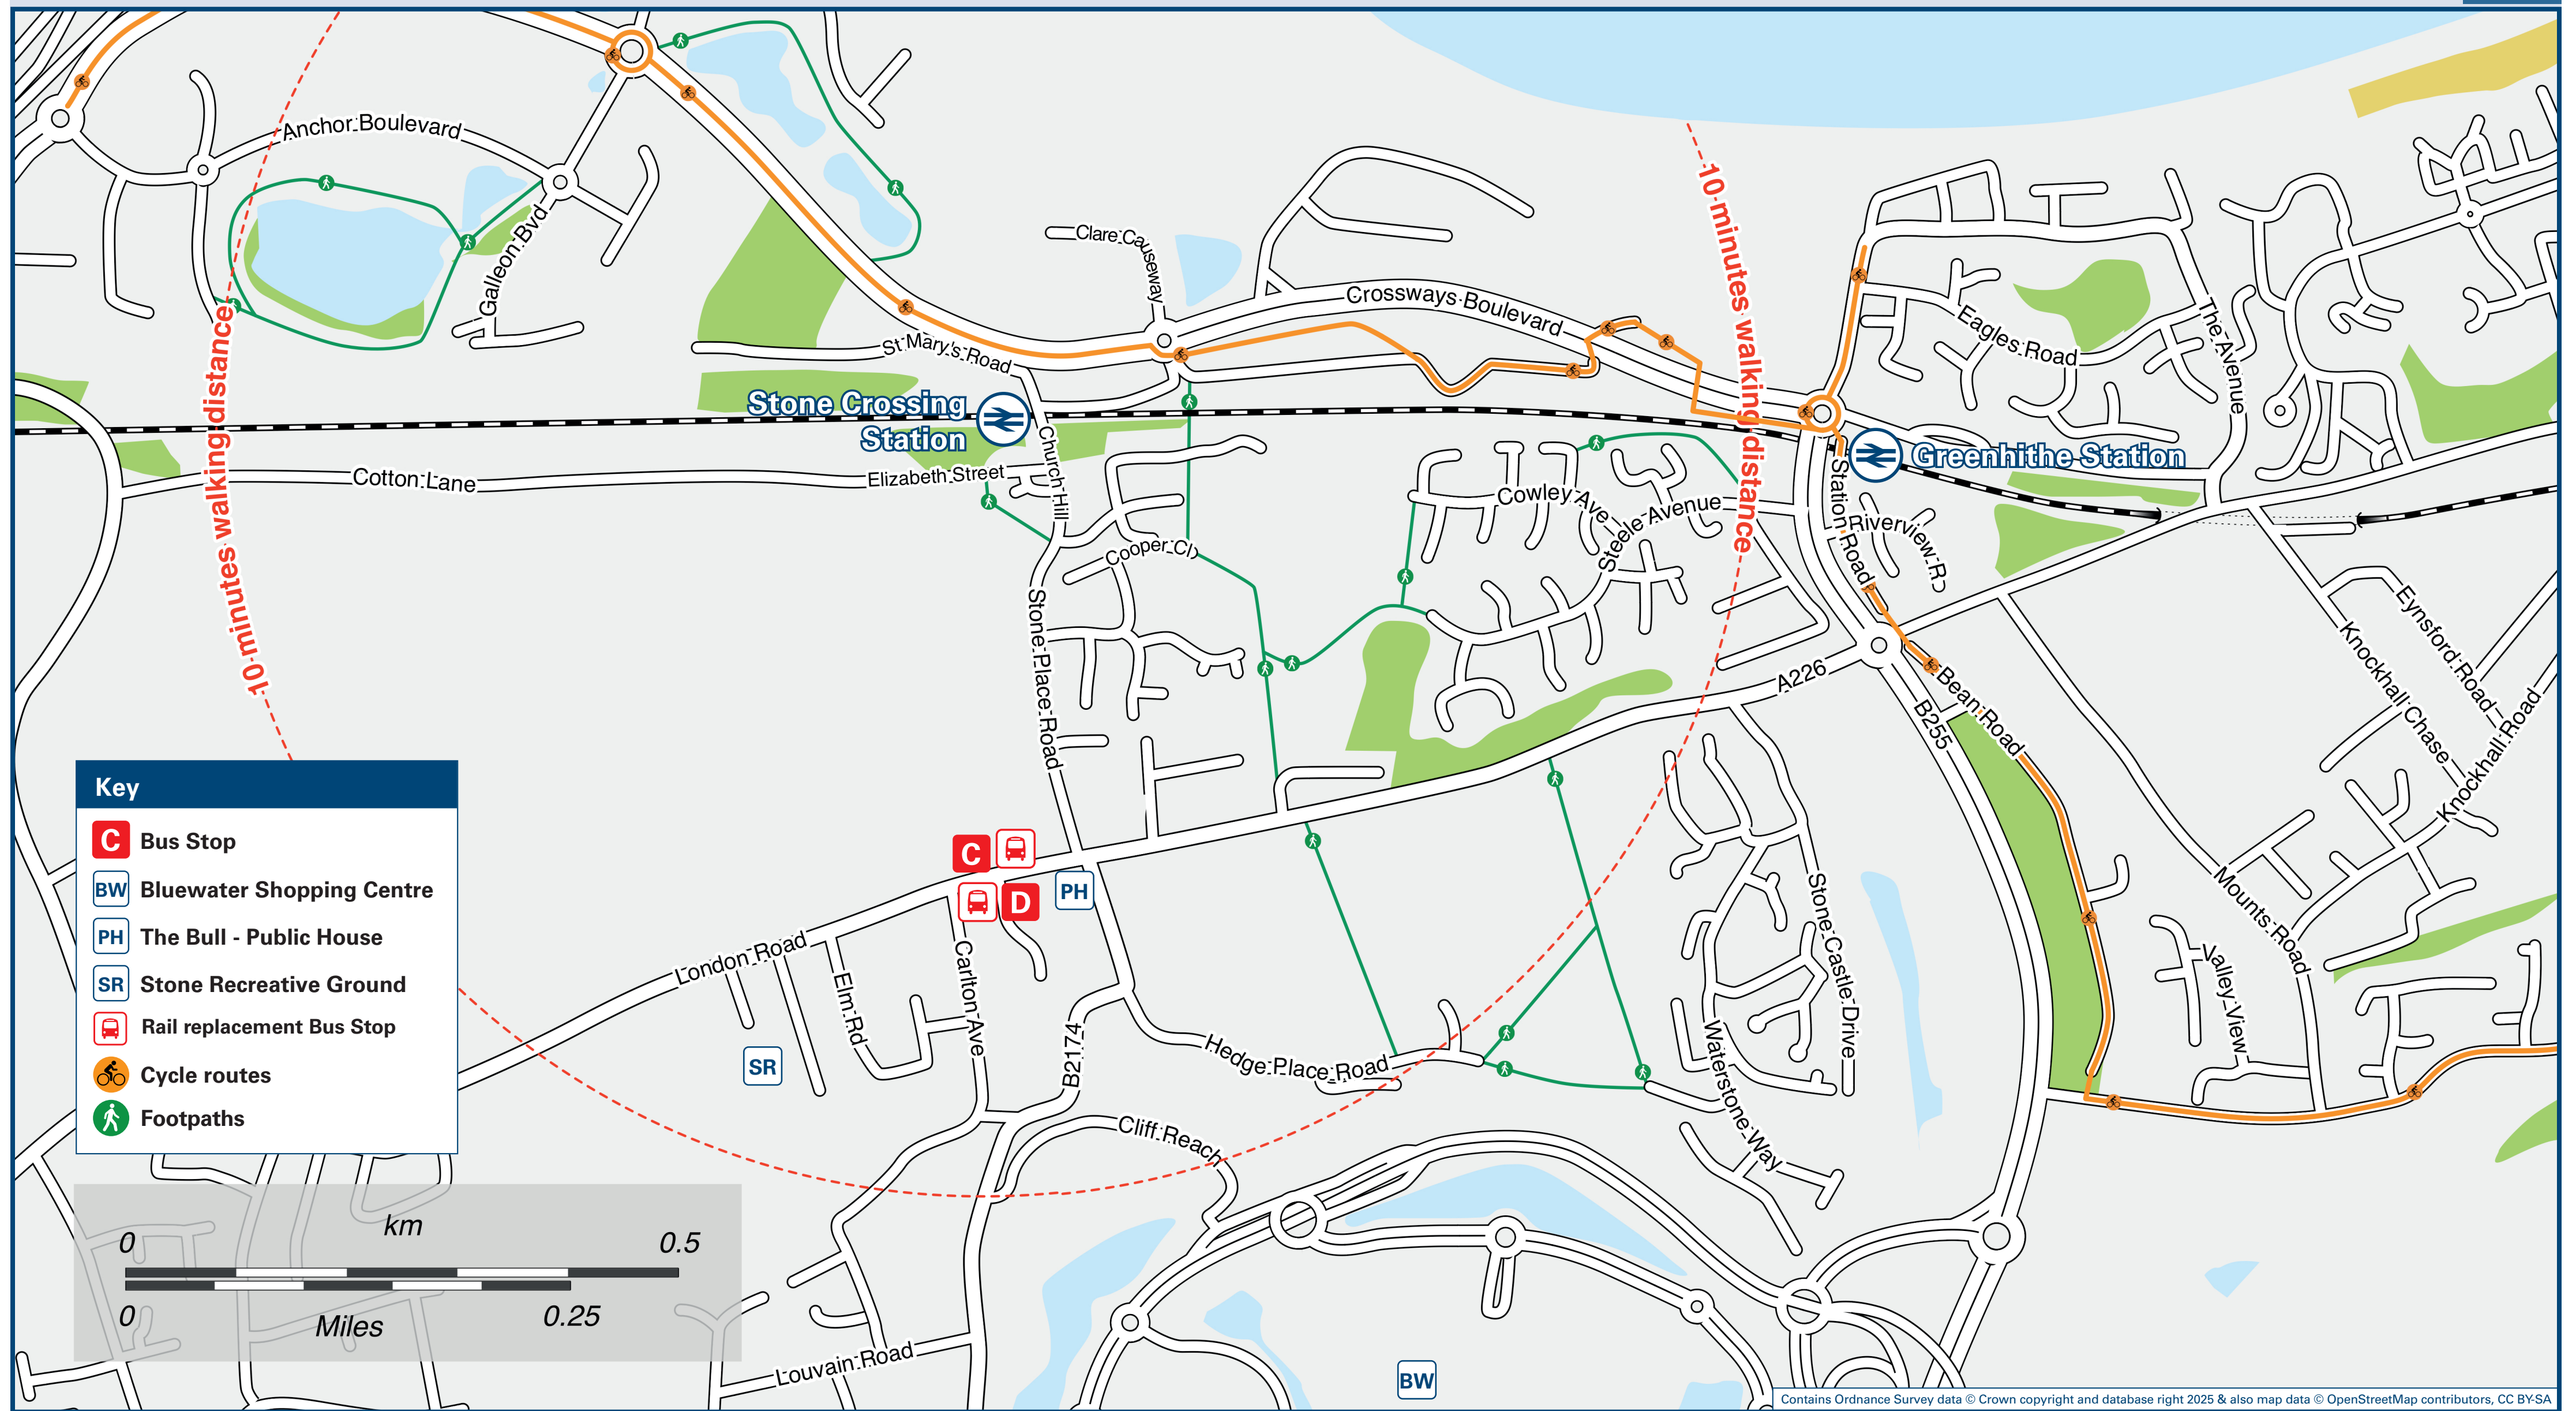 Anchor Boulevard
Galleon Bvd
Clare Causeway
Crossways Boulevard
St Mary's Road
10 minutes walking distance
10 minutes walking distance
Eagles Road
The Avenue
Stone Crossing
Station
Greenhithe Station
Cotton Lane
Elizabeth Street
Church Hill
Cooper Cl
Cowley Ave
Steele Avenue
Station Road
Riverview R
Stone Place Road
A226
B255
Bean Road
Eynsford Road
Knockhall Chase
Knockhall Road
Mounts Road
Valley View
Stone Castle Drive
Waterstone Way
C
D
PH
London Road
Elm Rd
Carlton Ave
B2174
Hedge Place Road
Cliff Reach
SR
Louvain Road
BW
Key
C Bus Stop
BW Bluewater Shopping Centre
PH The Bull - Public House
SR Stone Recreative Ground
Rail replacement Bus Stop
Cycle routes
Footpaths
km
0 0.5
0 0.25
Miles
Contains Ordnance Survey data © Crown copyright and database right 2025 & also map data © OpenStreetMap contributors, CC BY-SA